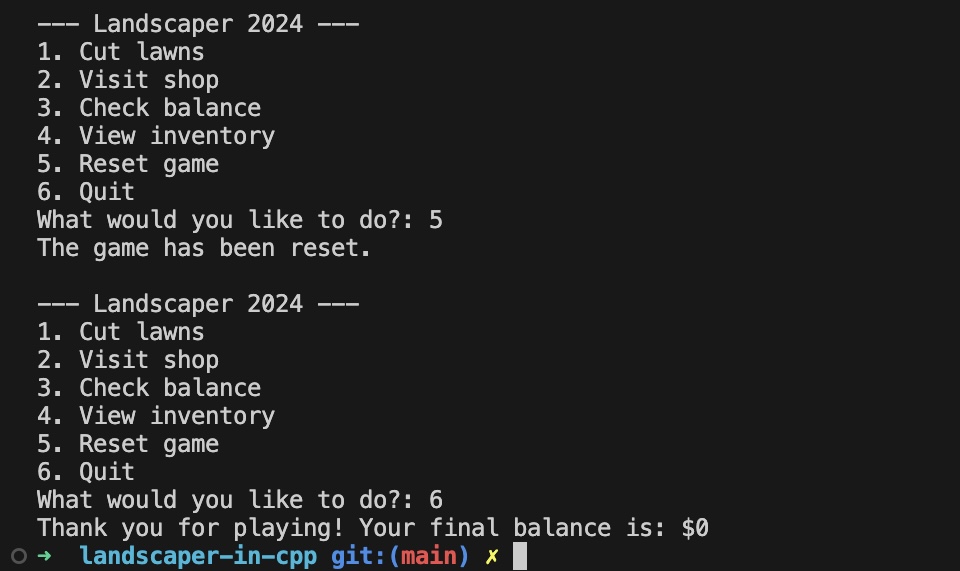 --- Landscaper 2024 ---
1. Cut lawns
2. Visit shop
3. Check balance
4. View inventory
5. Reset game
6. Quit
What would you like to do?: 5
The game has been reset.

--- Landscaper 2024 ---
1. Cut lawns
2. Visit shop
3. Check balance
4. View inventory
5. Reset game
6. Quit
What would you like to do?: 6
Thank you for playing! Your final balance is: $0
➜ landscaper-in-cpp git:(main) ✗